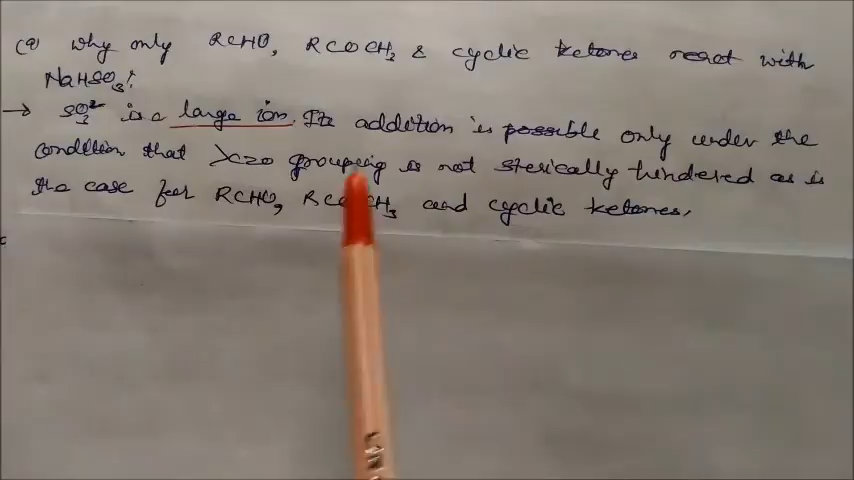 (Q) Why only RCHO, RCOCH3 & cyclic ketones react with
NaHSO3?
→ SO3²⁻ is a large ion. Its addition is possible only under the
condition that >C=O grouping is not sterically hindered as is
the case for RCHO, RCOCH3 and cyclic ketones.